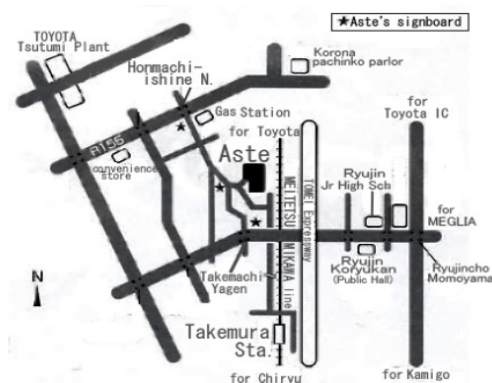 ★Aste's signboard
TOYOTA
Tsutumi Plant
Honmachi-
ishine N.
Korona
pachinko parlor
Gas Station
R155
for Toyota
for
Toyota IC
convenience
store
Aste
MEITETSU MIKAWA line
TOMEI Expressway
Ryujin
Jr High Sch
for
MEGLIA
Takemachi
Yagen
Ryujin
Koryukan
(Public Hall)
Ryujincho
Momoyama
N
Takemura
Sta.
for Chiryu
for Kamigo